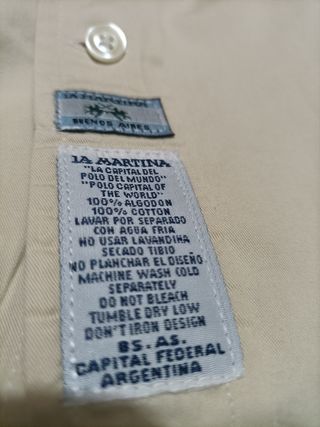 LA MARTINA
BUENOS AIRES
LA MARTINA
"LA CAPITAL DEL
POLO DEL MUNDO"
"POLO CAPITAL OF
THE WORLD"
100% ALGODON
100% COTTON
LAVAR POR SEPARADO
CON AGUA FRIA
NO USAR LAVANDINA
SECADO TIBIO
NO PLANCHAR EL DISEÑO
MACHINE WASH COLD
SEPARATELY
DO NOT BLEACH
TUMBLE DRY LOW
DON'T IRON DESIGN
BS. AS.
CAPITAL FEDERAL
ARGENTINA